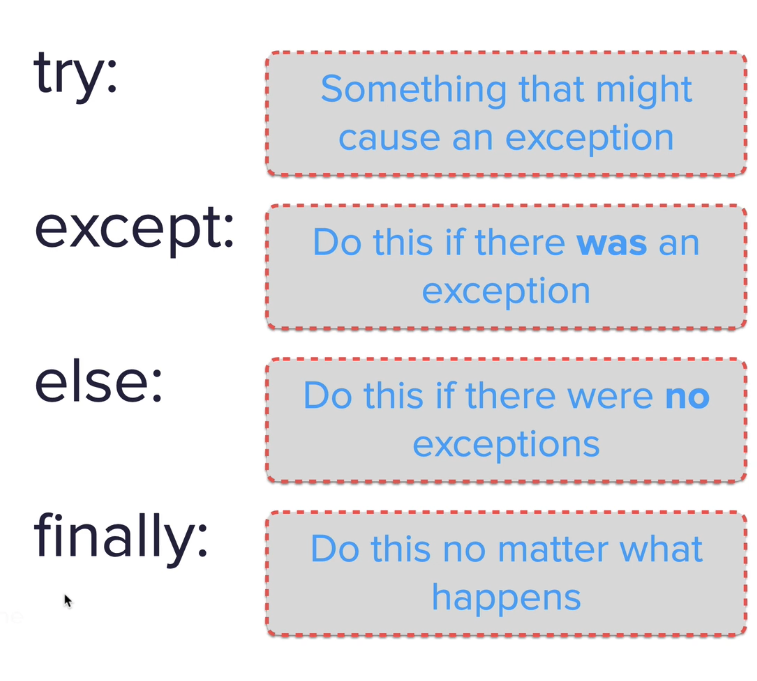 try:
Something that might
cause an exception
except:
Do this if there was an
exception
else:
Do this if there were no
exceptions
finally:
Do this no matter what
happens